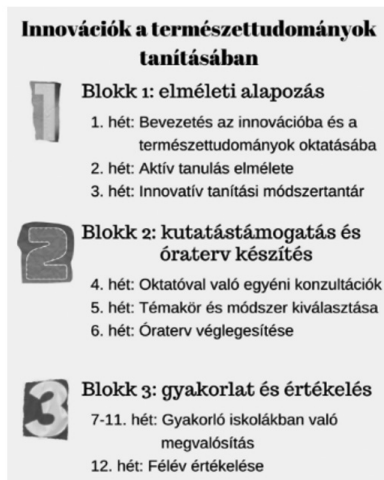 Innovációk a természettudományok
tanításában
1
Blokk 1: elméleti alapozás
1. hét: Bevezetés az innovációba és a
természettudományok oktatásába
2. hét: Aktív tanulás elmélete
3. hét: Innovatív tanítási módszertantár
2
Blokk 2: kutatástámogatás és
óraterv készítés
4. hét: Oktatóval való egyéni konzultációk
5. hét: Témakör és módszer kiválasztása
6. hét: Óraterv véglegesítése
3
Blokk 3: gyakorlat és értékelés
7-11. hét: Gyakorló iskolákban való
megvalósítás
12. hét: Félév értékelése